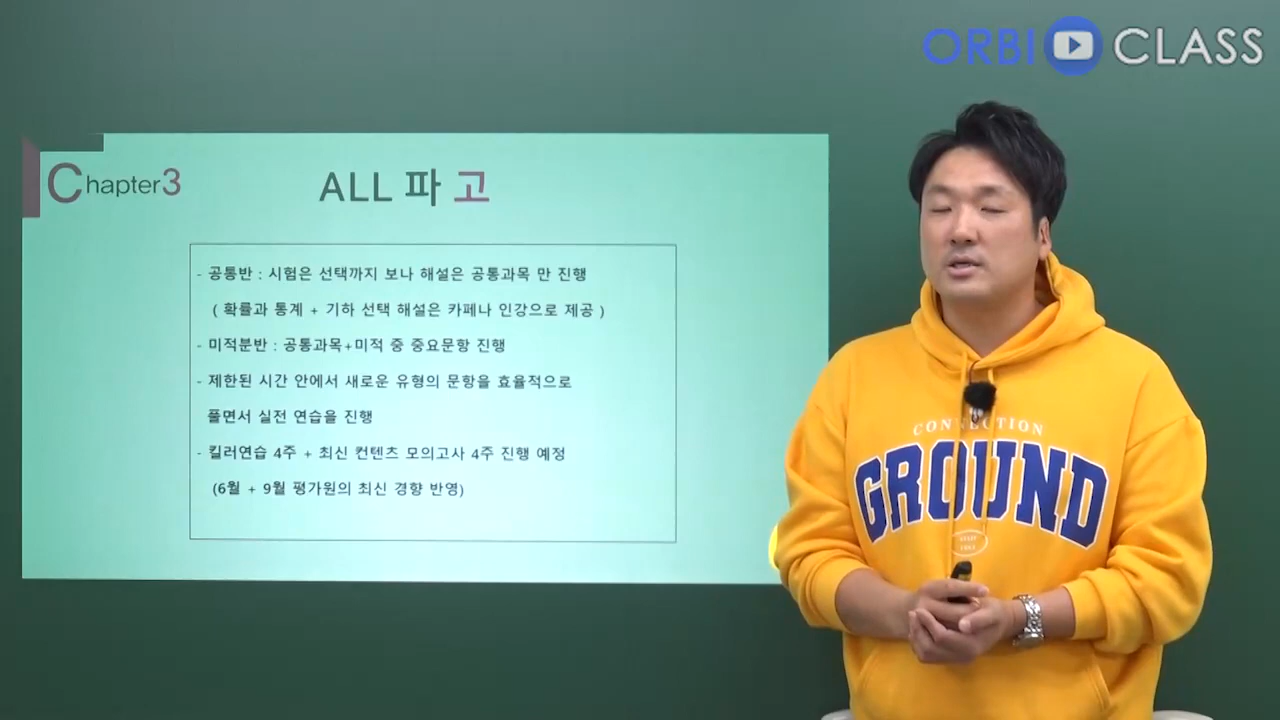 ORBI CLASS
Chapter3
ALL 파고
- 공통반 : 시험은 선택까지 보나 해설은 공통과목 만 진행
( 확률과 통계 + 기하 선택 해설은 카페나 인강으로 제공 )
- 미적분반 : 공통과목+미적 중 중요문항 진행
- 제한된 시간 안에서 새로운 유형의 문항을 효율적으로
풀면서 실전 연습을 진행
- 킬러연습 4주 + 최신 컨텐츠 모의고사 4주 진행 예정
(6월 + 9월 평가원의 최신 경향 반영)
CONNECTION
GROUND